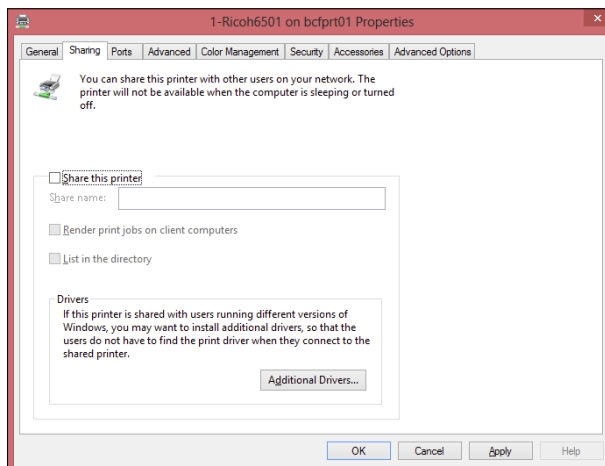 1-Ricoh6501 on bcfprt01 Properties
General Sharing Ports Advanced Color Management Security Accessories Advanced Options
You can share this printer with other users on your network. The
printer will not be available when the computer is sleeping or turned
off.
Share this printer
Share name:
Render print jobs on client computers
List in the directory
Drivers
If this printer is shared with users running different versions of
Windows, you may want to install additional drivers, so that the
users do not have to find the print driver when they connect to the
shared printer.
Additional Drivers...
OK Cancel Apply Help